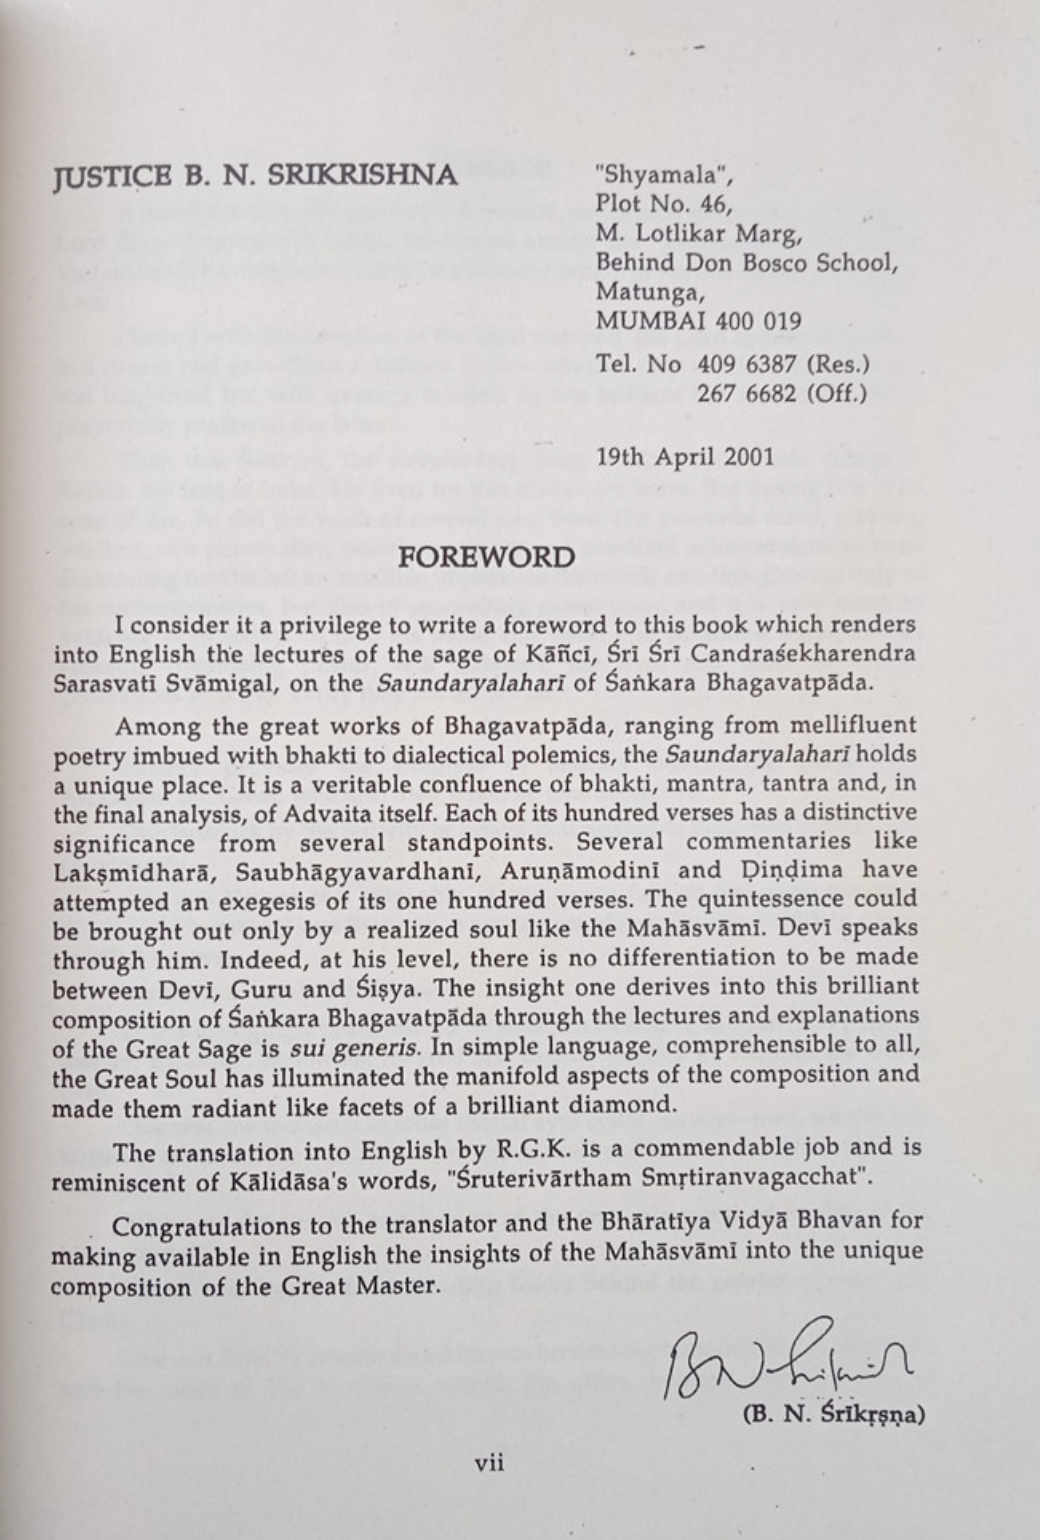 JUSTICE B. N. SRIKRISHNA
"Shyamala",
Plot No. 46,
M. Lotlikar Marg,
Behind Don Bosco School,
Matunga,
MUMBAI 400 019
Tel. No 409 6387 (Res.)
267 6682 (Off.)
19th April 2001
FOREWORD
I consider it a privilege to write a foreword to this book which renders
into English the lectures of the sage of Kāñcī, Śrī Śrī Candraśekharendra
Sarasvatī Svāmigal, on the Saundaryalaharī of Śaṅkara Bhagavatpāda.
Among the great works of Bhagavatpāda, ranging from mellifluent
poetry imbued with bhakti to dialectical polemics, the Saundaryalaharī holds
a unique place. It is a veritable confluence of bhakti, mantra, tantra and, in
the final analysis, of Advaita itself. Each of its hundred verses has a distinctive
significance from several standpoints. Several commentaries like
Lakṣmīdharā, Saubhāgyavardhanī, Aruṇāmodinī and Ḍiṇḍima have
attempted an exegesis of its one hundred verses. The quintessence could
be brought out only by a realized soul like the Mahāsvāmī. Devī speaks
through him. Indeed, at his level, there is no differentiation to be made
between Devī, Guru and Śiṣya. The insight one derives into this brilliant
composition of Śaṅkara Bhagavatpāda through the lectures and explanations
of the Great Sage is sui generis. In simple language, comprehensible to all,
the Great Soul has illuminated the manifold aspects of the composition and
made them radiant like facets of a brilliant diamond.
The translation into English by R.G.K. is a commendable job and is
reminiscent of Kālidāsa's words, "Śruterivārtham Smṛtiranvagacchat".
Congratulations to the translator and the Bhāratīya Vidyā Bhavan for
making available in English the insights of the Mahāsvāmī into the unique
composition of the Great Master.
(B. N. Śrīkṛṣṇa)
vii